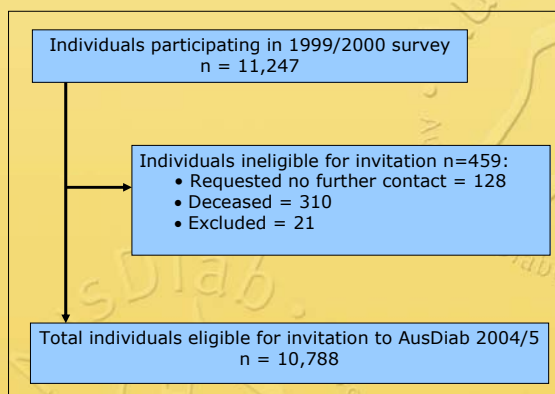 Individuals participating in 1999/2000 survey
n = 11,247
Individuals ineligible for invitation n=459:
• Requested no further contact = 128
• Deceased = 310
• Excluded = 21
Total individuals eligible for invitation to AusDiab 2004/5
n = 10,788
AusDiab.